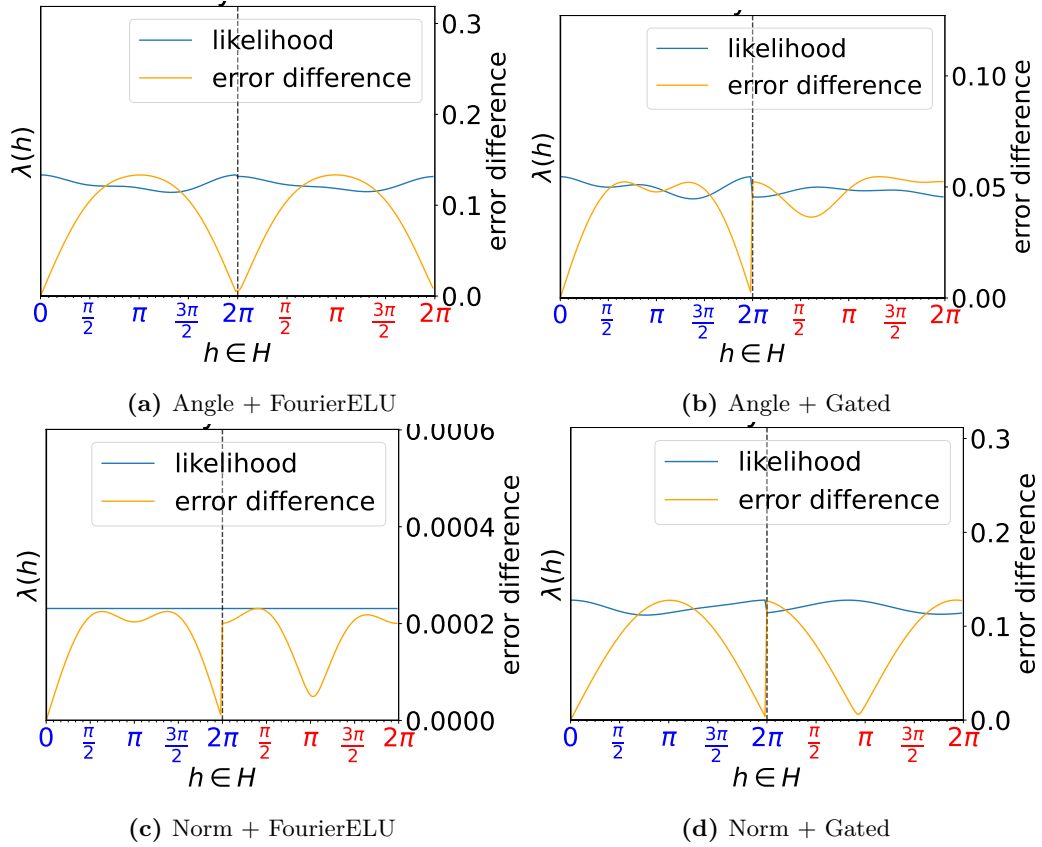 likelihood
error difference
λ(h)
error difference
0.3
0.2
0.1
0.0
0 π/2 π 3π/2 2π π/2 π 3π/2 2π
h ∈ H
(a) Angle + FourierELU
likelihood
error difference
λ(h)
error difference
0.10
0.05
0.00
0 π/2 π 3π/2 2π π/2 π 3π/2 2π
h ∈ H
(b) Angle + Gated
likelihood
error difference
λ(h)
error difference
0.0006
0.0004
0.0002
0.0000
0 π/2 π 3π/2 2π π/2 π 3π/2 2π
h ∈ H
(c) Norm + FourierELU
likelihood
error difference
λ(h)
error difference
0.3
0.2
0.1
0.0
0 π/2 π 3π/2 2π π/2 π 3π/2 2π
h ∈ H
(d) Norm + Gated